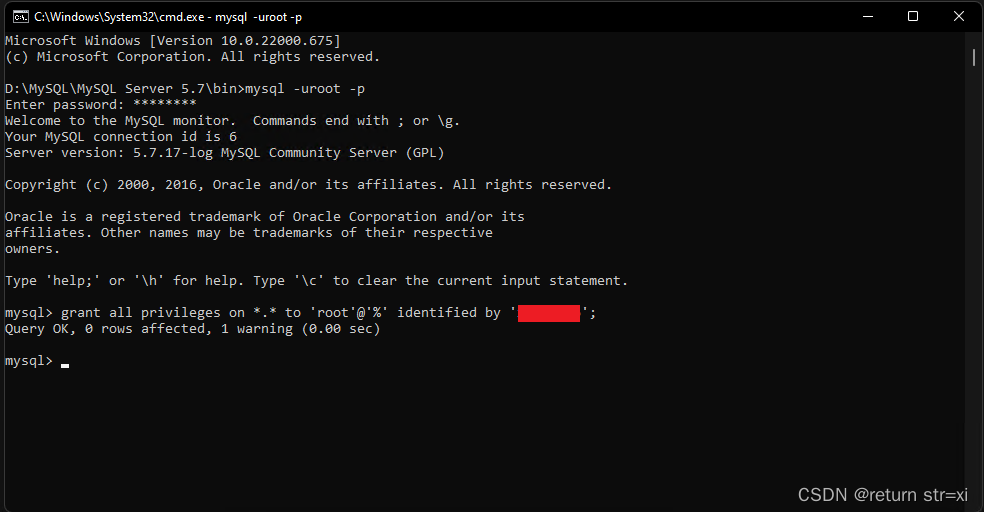 C:\Windows\System32\cmd.exe - mysql  -uroot -p
Microsoft Windows [Version 10.0.22000.675]
(c) Microsoft Corporation. All rights reserved.
D:\MySQL\MySQL Server 5.7\bin>mysql -uroot -p
Enter password: ********
Welcome to the MySQL monitor.  Commands end with ; or \g.
Your MySQL connection id is 6
Server version: 5.7.17-log MySQL Community Server (GPL)
Copyright (c) 2000, 2016, Oracle and/or its affiliates. All rights reserved.
Oracle is a registered trademark of Oracle Corporation and/or its
affiliates. Other names may be trademarks of their respective
owners.
Type 'help;' or '\h' for help. Type '\c' to clear the current input statement.
mysql> grant all privileges on *.* to 'root'@'%' identified by '';
Query OK, 0 rows affected, 1 warning (0.00 sec)
mysql>
CSDN @return str=xi